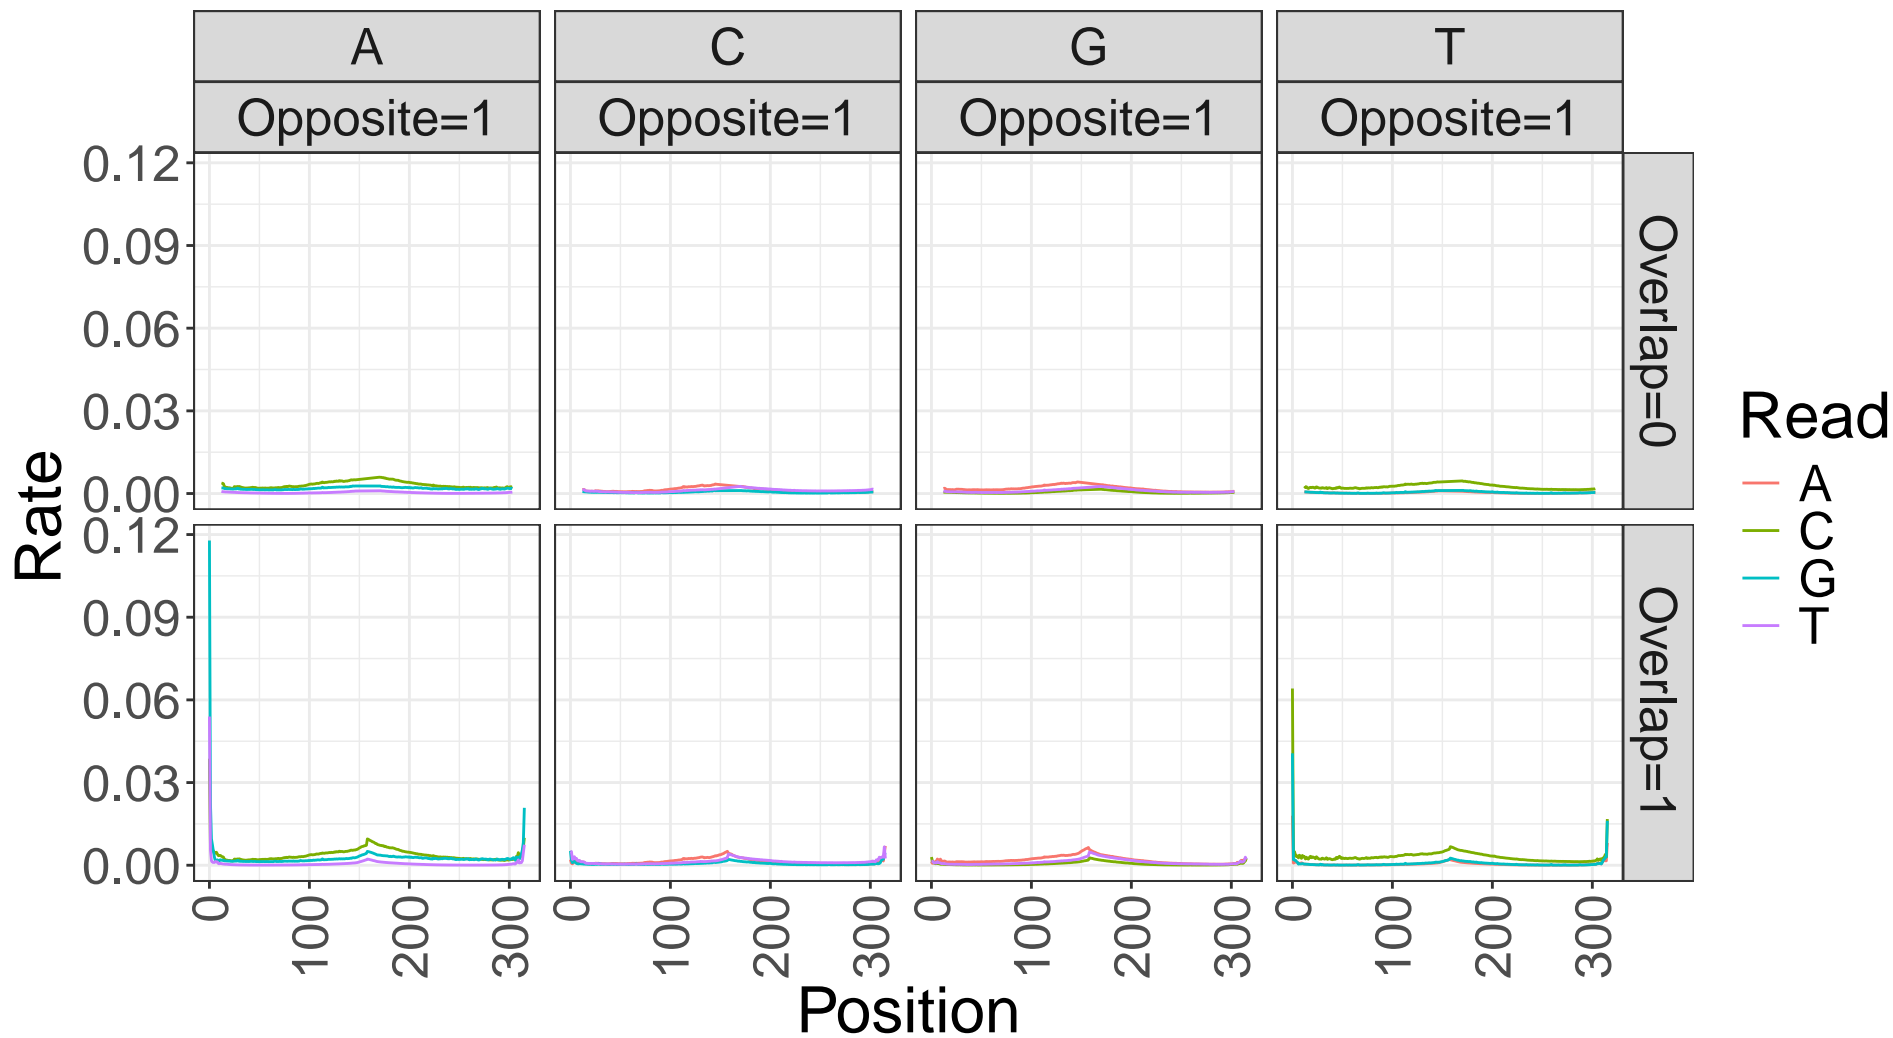 A C G T
Opposite=1 Opposite=1 Opposite=1 Opposite=1
0.12
0.09
0.06
0.03
0.00
Overlap=0
0.12
0.09
0.06
0.03
0.00
Overlap=1
Rate
0 100 200 300 0 100 200 300 0 100 200 300 0 100 200 300
Position
Read
A
C
G
T